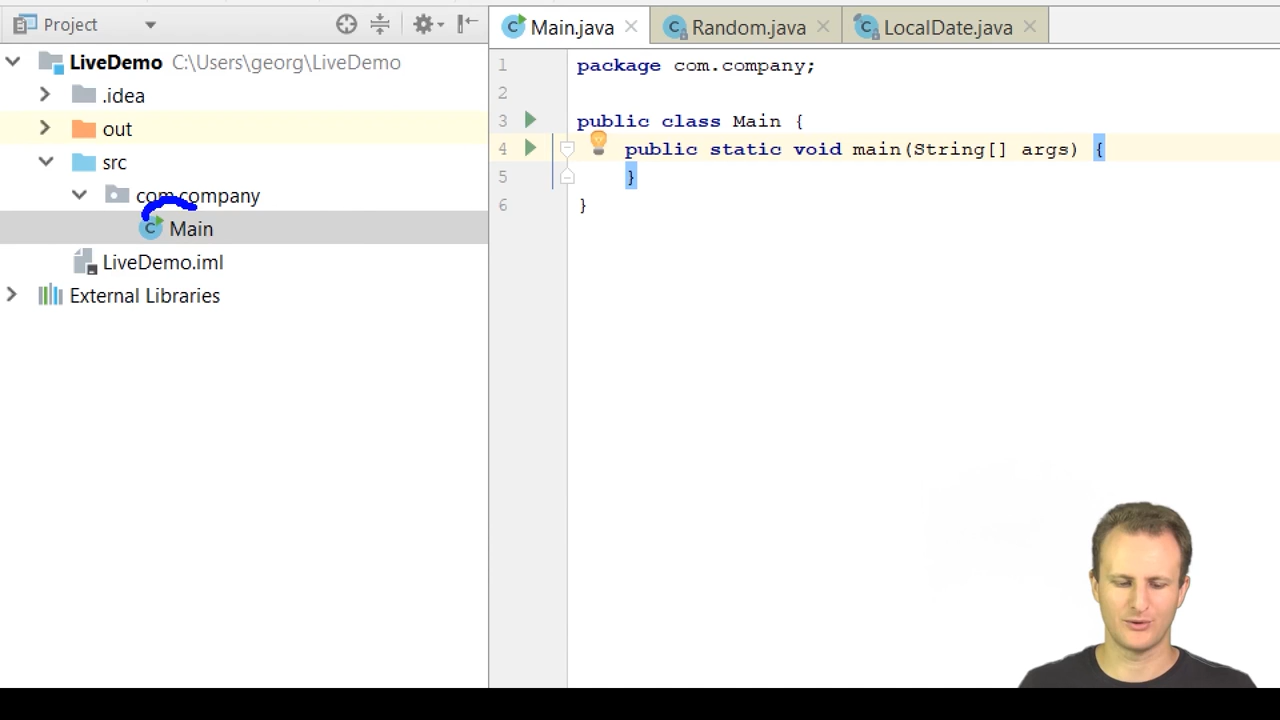 Project
LiveDemo C:\Users\georg\LiveDemo
.idea
out
src
com.company
C Main
LiveDemo.iml
External Libraries
C Main.java C Random.java C LocalDate.java
1 package com.company;
2
3 public class Main {
4 public static void main(String[] args) {
5 }
6 }